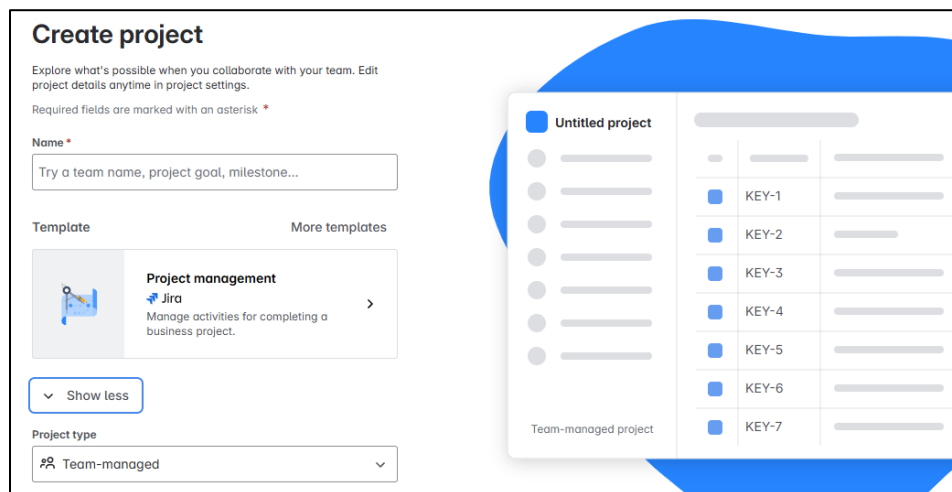 Create project
Explore what's possible when you collaborate with your team. Edit
project details anytime in project settings.
Required fields are marked with an asterisk *
Name *
Try a team name, project goal, milestone...
Template
More templates
Project management
Jira
Manage activities for completing a
business project.
Show less
Project type
Team-managed
Untitled project
KEY-1
KEY-2
KEY-3
KEY-4
KEY-5
KEY-6
KEY-7
Team-managed project